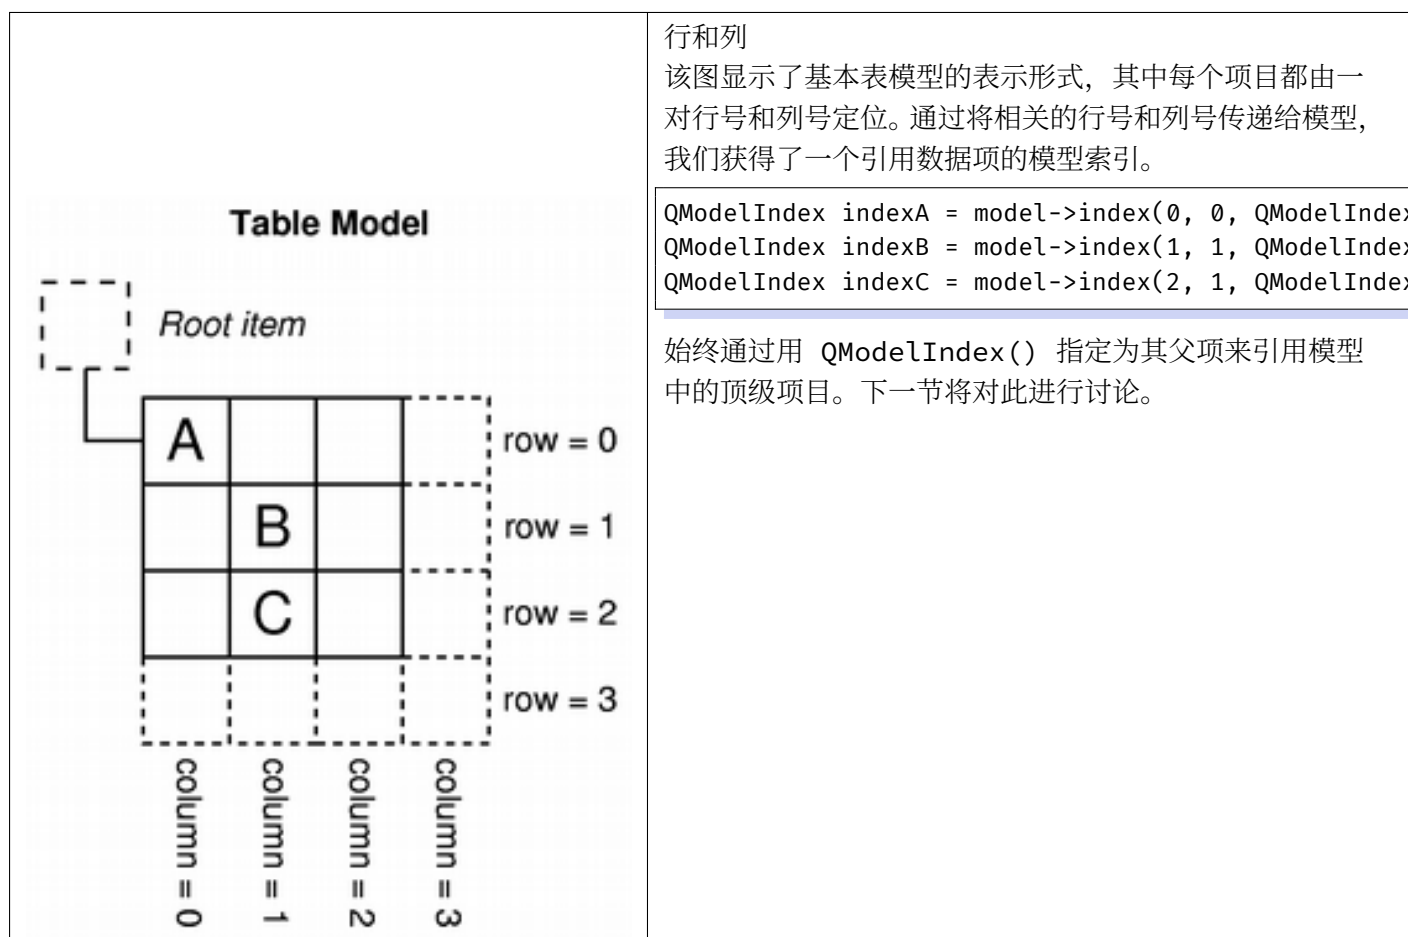 Table Model
Root item
A
row = 0
B
row = 1
C
row = 2
row = 3
column = 0
column = 1
column = 2
column = 3
行和列
该图显示了基本表模型的表示形式，其中每个项目都由一
对行号和列号定位。通过将相关的行号和列号传递给模型，
我们获得了一个引用数据项的模型索引。
QModelIndex indexA = model->index(0, 0, QModelIndex
QModelIndex indexB = model->index(1, 1, QModelIndex
QModelIndex indexC = model->index(2, 1, QModelIndex
始终通过用 QModelIndex() 指定为其父项来引用模型
中的顶级项目。下一节将对此进行讨论。